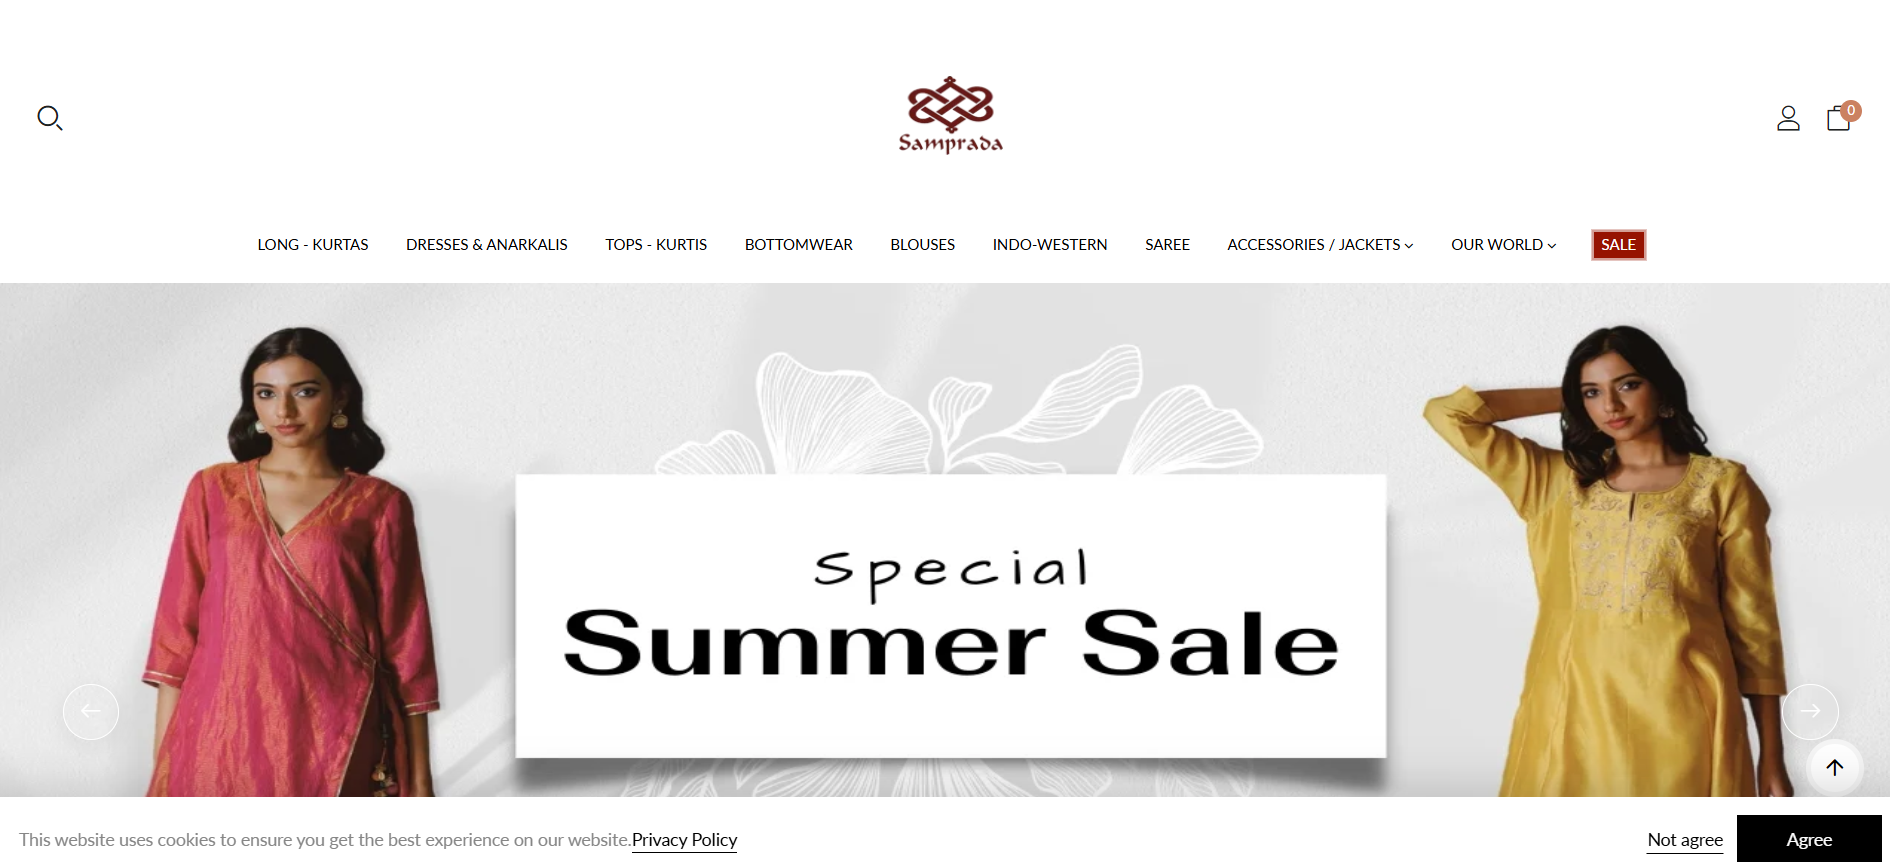 Samprada
0
LONG - KURTAS DRESSES & ANARKALIS TOPS - KURTIS BOTTOMWEAR BLOUSES INDO-WESTERN SAREE ACCESSORIES / JACKETS OUR WORLD SALE
Special
Summer Sale
This website uses cookies to ensure you get the best experience on our website.Privacy Policy Not agree Agree